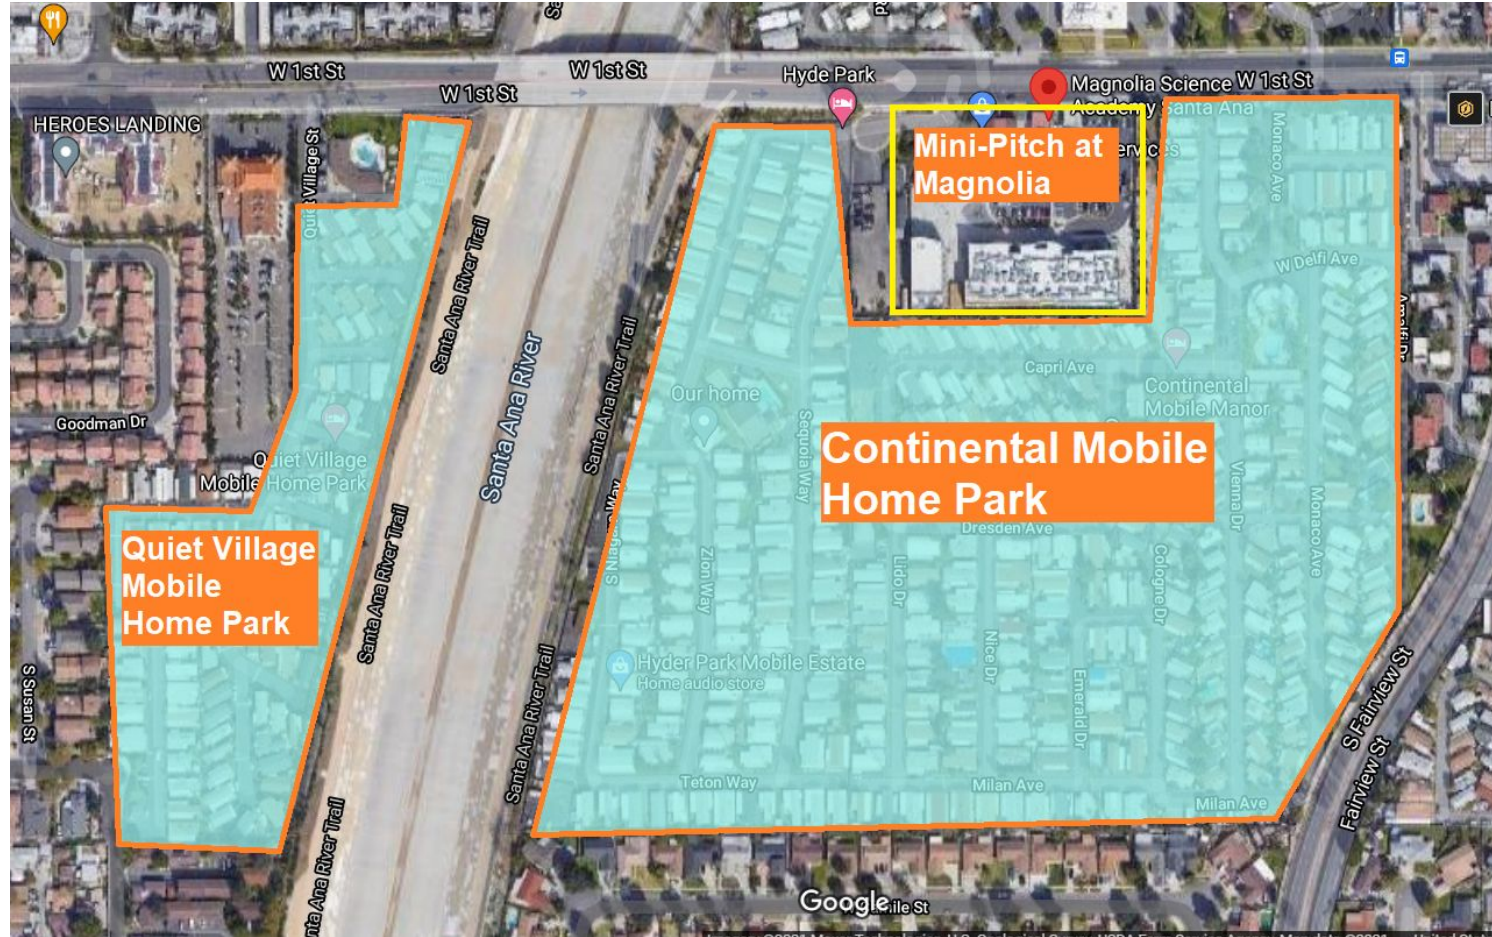 W 1st St
W 1st St
W 1st St
Hyde Park
Magnolia Science
Academy Santa Ana
W 1st St
HEROES LANDING
Quiet Village St
Mini-Pitch at
Magnolia
Monaco Ave
W Delfi Ave
Santa Ana River Trail
Santa Ana River Trail
Santa Ana River
Amalfi Dr
Capri Ave
Continental
Mobile Manor
Our home
Sequoia Way
Goodman Dr
Quiet Village
Mobile Home Park
Santa Ana River Trail
Continental Mobile
Home Park
Vienna Dr
Monaco Ave
Dresden Ave
Quiet Village
Mobile
Home Park
Zion Way
Lido Dr
Cologne Dr
Nice Dr
Emerald Dr
Hyder Park Mobile Estate
Home audio store
Santa Ana River Trail
S Susan St
S Fairview St
Fairview St
Teton Way
Milan Ave
Milan Ave
Google